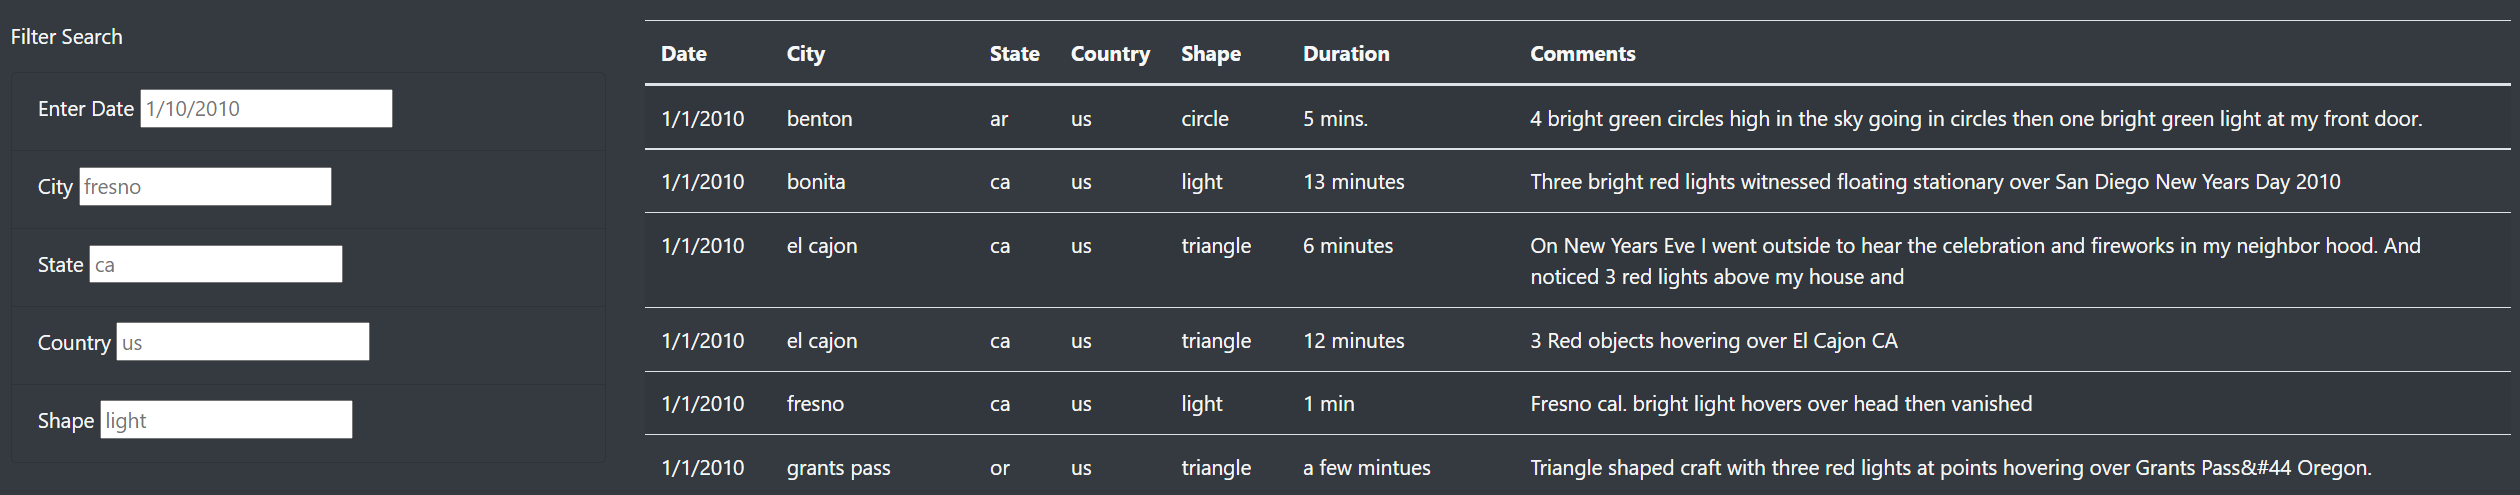 Filter Search
Enter Date 1/10/2010
City fresno
State ca
Country us
Shape light
Date City State Country Shape Duration Comments
1/1/2010 benton ar us circle 5 mins. 4 bright green circles high in the sky going in circles then one bright green light at my front door.
1/1/2010 bonita ca us light 13 minutes Three bright red lights witnessed floating stationary over San Diego New Years Day 2010
1/1/2010 el cajon ca us triangle 6 minutes On New Years Eve I went outside to hear the celebration and fireworks in my neighbor hood. And
noticed 3 red lights above my house and
1/1/2010 el cajon ca us triangle 12 minutes 3 Red objects hovering over El Cajon CA
1/1/2010 fresno ca us light 1 min Fresno cal. bright light hovers over head then vanished
1/1/2010 grants pass or us triangle a few mintues Triangle shaped craft with three red lights at points hovering over Grants Pass&#44 Oregon.